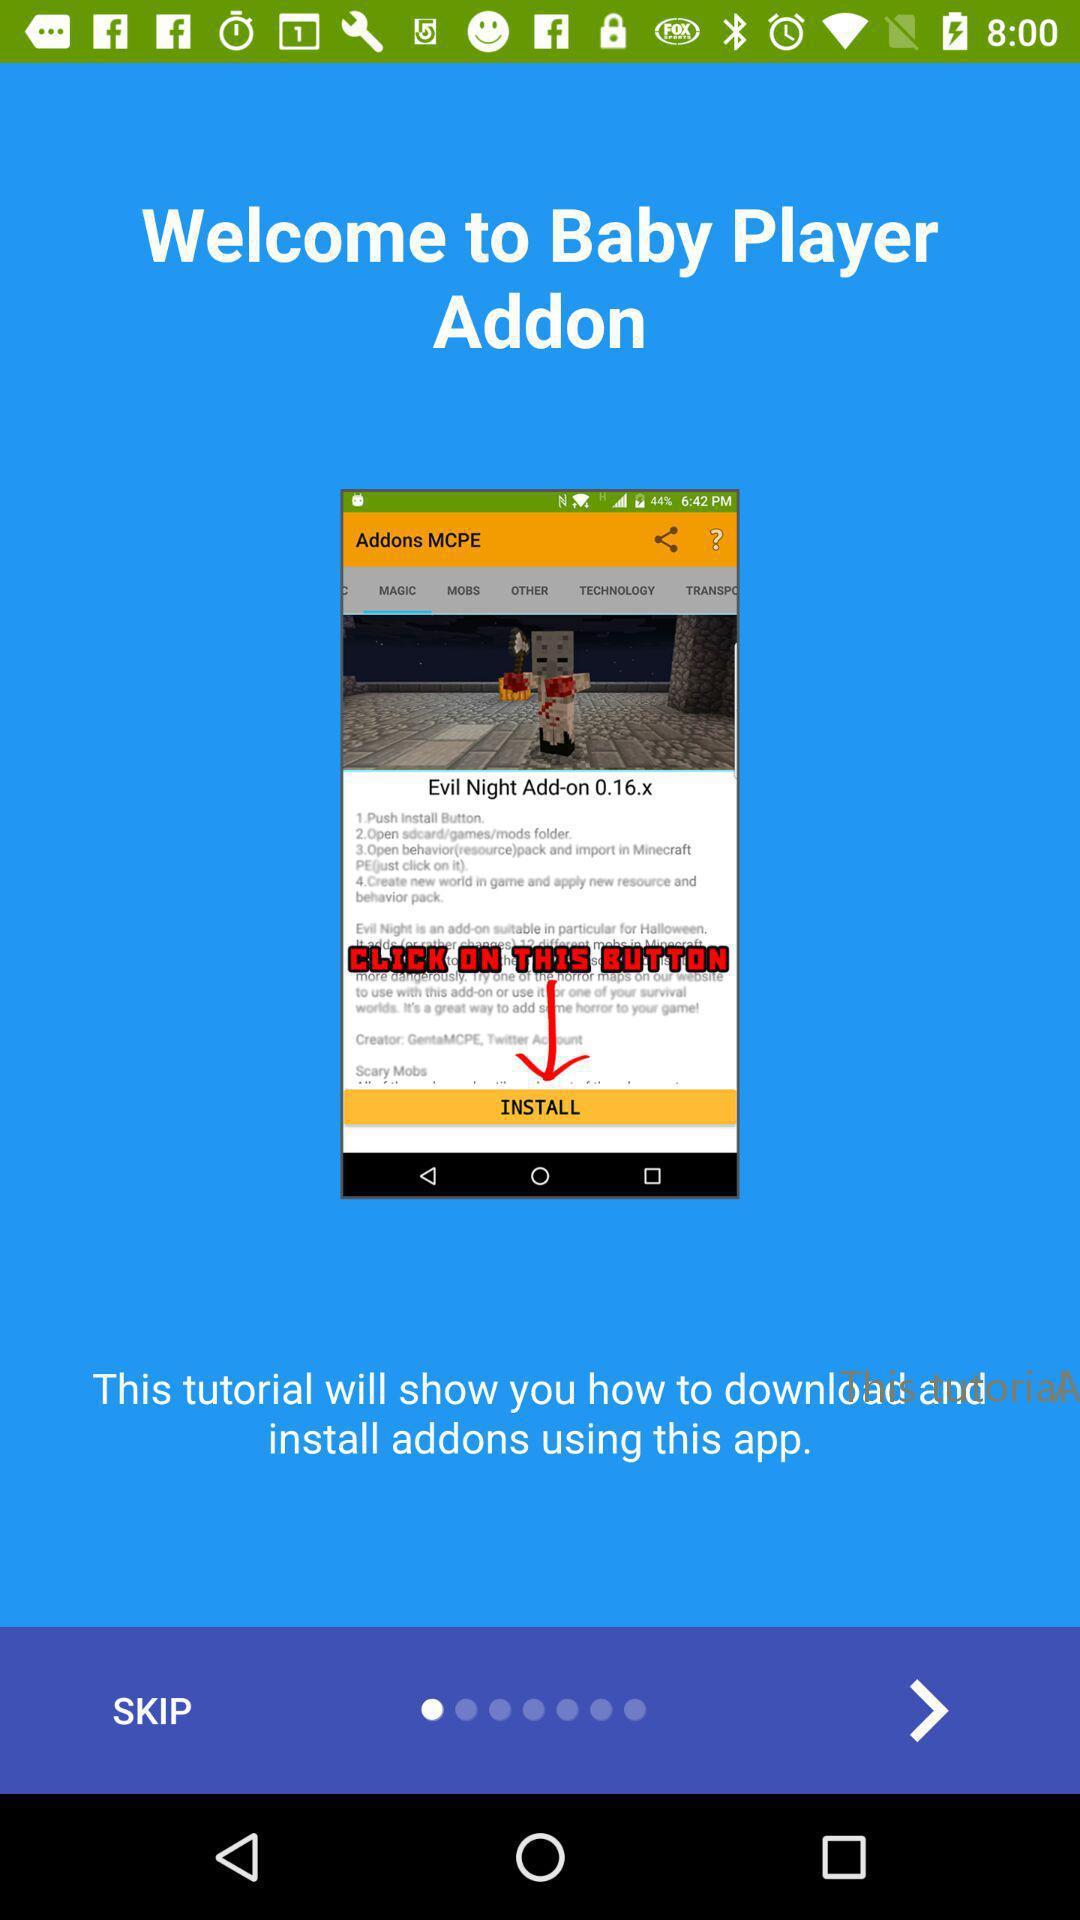 8:00
Welcome to Baby Player
Addon
44% 6:42 PM
Addons MCPE
MAGIC MOBS OTHER TECHNOLOGY TRANSPO
Evil Night Add-on 0.16.x
1.Push Install Button.
2.Open sdcard/games/mods folder.
3.Open behavior(resource)pack and import in Minecraft
PE(just click on it).
4.Create new world in game and apply new resource and
behavior pack.
Evil Night is an add-on suitable in particular for Halloween.
It adds (or rather changes) 12 different mobs in Minecraft
CLICK ON THIS BUTTON
more dangerously. Try one of the horror maps on our website
to use with this add-on or use it for one of your survival
worlds. It's a great way to add some horror to your game!
Creator: GentaMCPE, Twitter Account
Scary Mobs
INSTALL
This tutorial will show you how to download and
install addons using this app.
This tutoria
SKIP